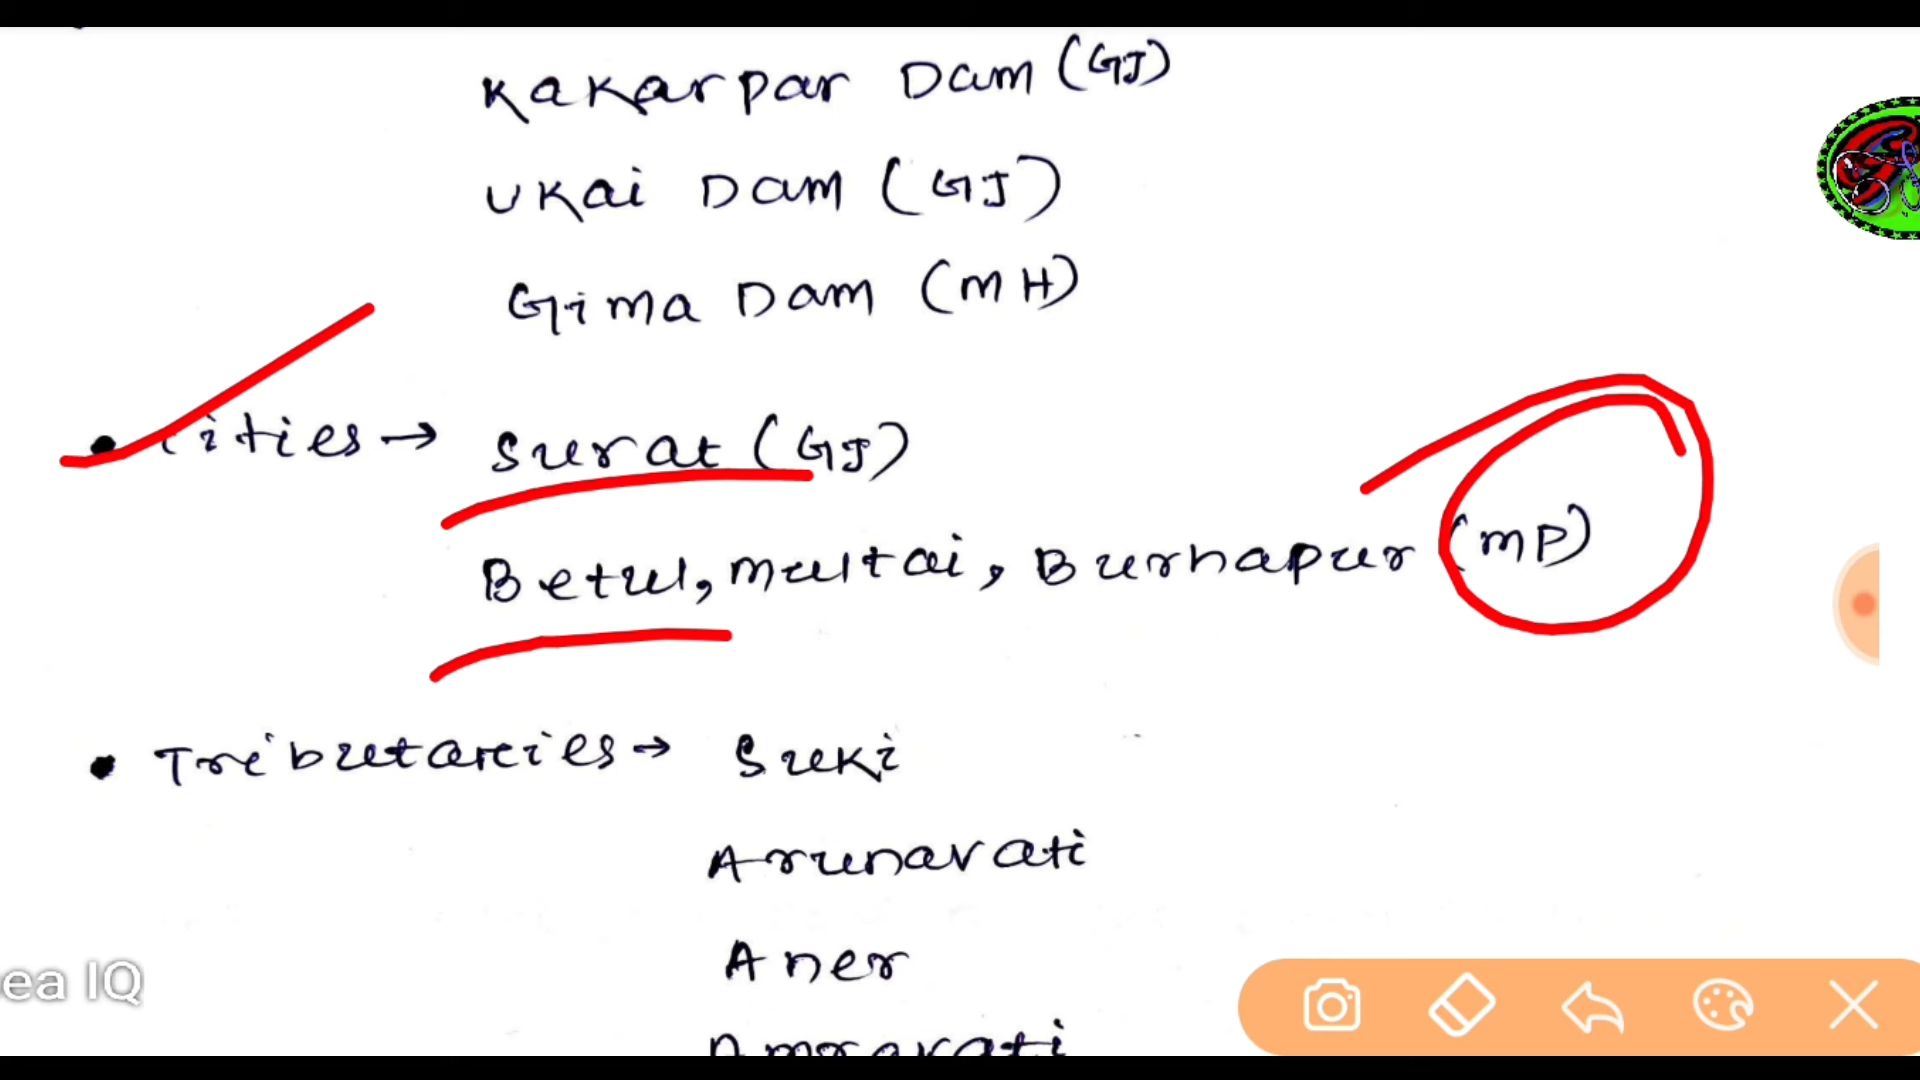 Kakarpar Dam (GJ)
Ukai Dam (GJ)
Girna Dam (MH)
• Cities → Surat (GJ)
Betul, Multai, Burhapur (MP)
• Tributaries → Suki
Arunavati
Aner
ea IQ